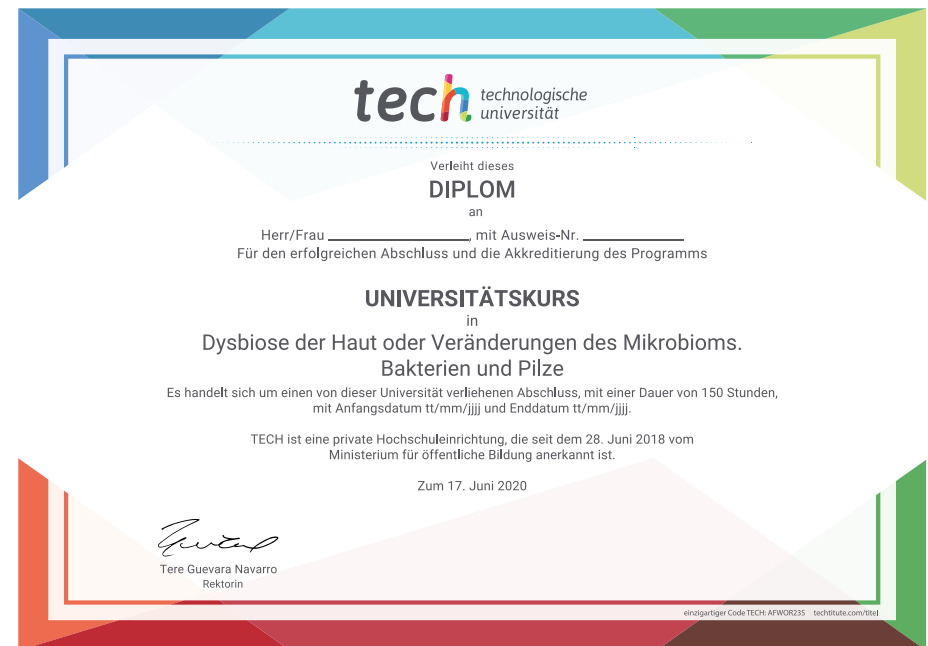 tech technologische
universität
Verleiht dieses
DIPLOM
an
Herr/Frau ____________, mit Ausweis-Nr. ____________
Für den erfolgreichen Abschluss und die Akkreditierung des Programms
UNIVERSITÄTSKURS
in
Dysbiose der Haut oder Veränderungen des Mikrobioms.
Bakterien und Pilze
Es handelt sich um einen von dieser Universität verliehenen Abschluss, mit einer Dauer von 150 Stunden,
mit Anfangsdatum tt/mm/jjjj und Enddatum tt/mm/jjjj.
TECH ist eine private Hochschuleinrichtung, die seit dem 28. Juni 2018 vom
Ministerium für öffentliche Bildung anerkannt ist.
Zum 17. Juni 2020
Tere Guevara Navarro
Rektorin
einzigartiger Code TECH: AFWOR23S techtitute.com/titel